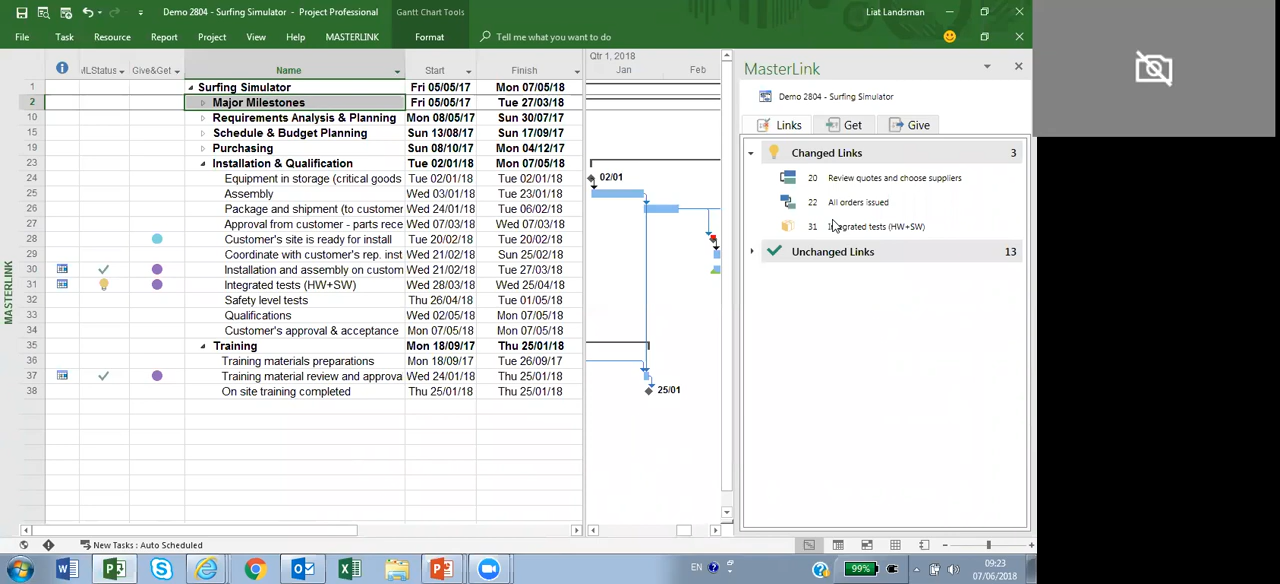 Demo 2804 - Surfing Simulator - Project Professional
Gantt Chart Tools
Liat Landsman
File Task Resource Report Project View Help MASTERLINK Format Tell me what you want to do
MLStatus Give&Get Name Start Finish
Qtr 1, 2018
Jan Feb
1 Surfing Simulator Fri 05/05/17 Mon 07/05/18
2 Major Milestones Fri 05/05/17 Tue 27/03/18
10 Requirements Analysis & Planning Mon 08/05/17 Sun 30/07/17
15 Schedule & Budget Planning Sun 13/08/17 Sun 17/09/17
19 Purchasing Sun 08/10/17 Mon 04/12/17
23 Installation & Qualification Tue 02/01/18 Mon 07/05/18
24 Equipment in storage (critical goods Tue 02/01/18 Tue 02/01/18 02/01
25 Assembly Wed 03/01/18 Tue 23/01/18
26 Package and shipment (to customer Wed 24/01/18 Tue 06/02/18
27 Approval from customer - parts rece Wed 07/03/18 Wed 07/03/18
28 Customer's site is ready for install Tue 20/02/18 Tue 20/02/18
29 Coordinate with customer's rep. inst Wed 21/02/18 Sun 25/02/18
30 Installation and assembly on custom Wed 21/02/18 Tue 27/03/18
31 Integrated tests (HW+SW) Wed 28/03/18 Wed 25/04/18
32 Safety level tests Thu 26/04/18 Tue 01/05/18
33 Qualifications Wed 02/05/18 Mon 07/05/18
34 Customer's approval & acceptance Mon 07/05/18 Mon 07/05/18
35 Training Mon 18/09/17 Thu 25/01/18
36 Training materials preparations Mon 18/09/17 Tue 26/09/17
37 Training material review and approva Wed 24/01/18 Thu 25/01/18
38 On site training completed Thu 25/01/18 Thu 25/01/18 25/01
MASTERLINK
MasterLink
Demo 2804 - Surfing Simulator
Links Get Give
Changed Links 3
20 Review quotes and choose suppliers
22 All orders issued
31 Integrated tests (HW+SW)
Unchanged Links 13
New Tasks : Auto Scheduled
EN
99%
09:23
07/06/2018